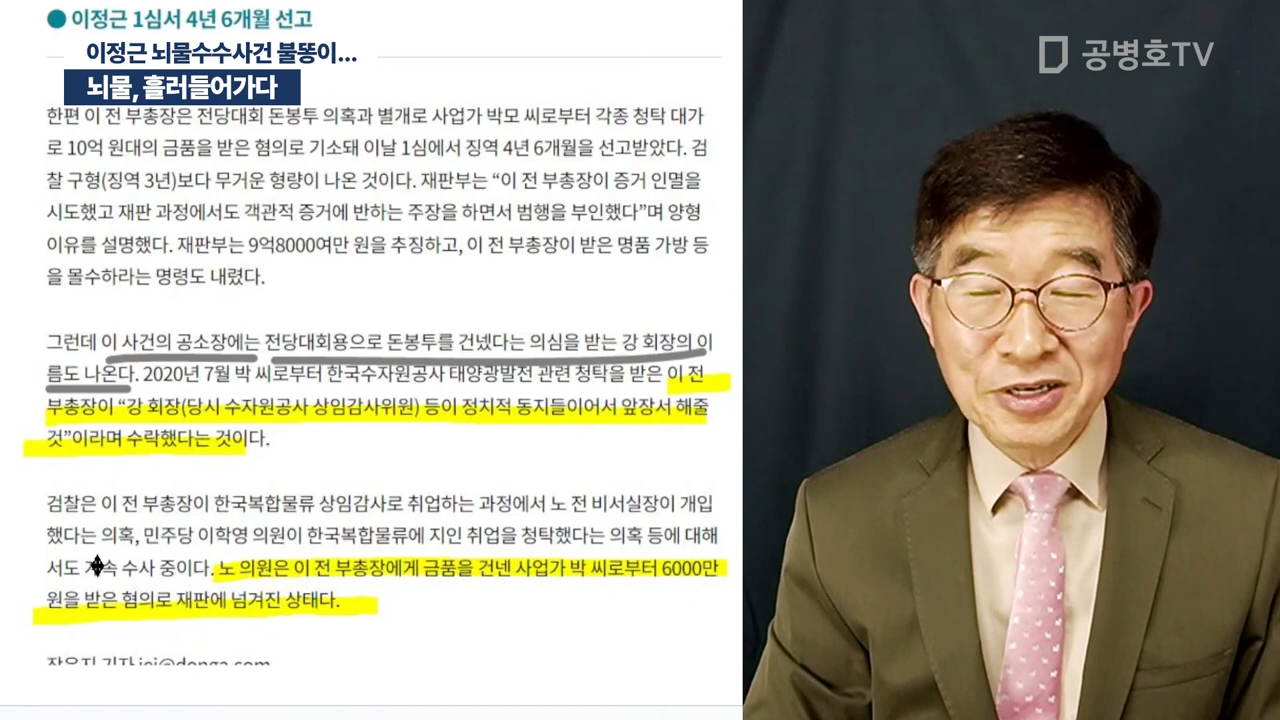 ● 이정근 1심서 4년 6개월 선고
이정근 뇌물수수사건 불똥이...
뇌물, 흘러들어가다
공병호TV
한편 이 전 부총장은 전당대회 돈봉투 의혹과 별개로 사업가 박모 씨로부터 각종 청탁 대가
로 10억 원대의 금품을 받은 혐의로 기소돼 이날 1심에서 징역 4년 6개월을 선고받았다. 검
찰 구형(징역 3년)보다 무거운 형량이 나온 것이다. 재판부는 “이 전 부총장이 증거 인멸을
시도했고 재판 과정에서도 객관적 증거에 반하는 주장을 하면서 범행을 부인했다”며 양형
이유를 설명했다. 재판부는 9억8000여만 원을 추징하고, 이 전 부총장이 받은 명품 가방 등
을 몰수하라는 명령도 내렸다.
그런데 이 사건의 공소장에는 전당대회용으로 돈봉투를 건넸다는 의심을 받는 강 회장의 이
름도 나온다. 2020년 7월 박 씨로부터 한국수자원공사 태양광발전 관련 청탁을 받은 이 전
부총장이 “강 회장(당시 수자원공사 상임감사위원) 등이 정치적 동지들이어서 앞장서 해줄
것”이라며 수락했다는 것이다.
검찰은 이 전 부총장이 한국복합물류 상임감사로 취업하는 과정에서 노 전 비서실장이 개입
했다는 의혹, 민주당 이학영 의원이 한국복합물류에 지인 취업을 청탁했다는 의혹 등에 대해
서도 수사 중이다. 노 의원은 이 전 부총장에게 금품을 건넨 사업가 박 씨로부터 6000만
원을 받은 혐의로 재판에 넘겨진 상태다.